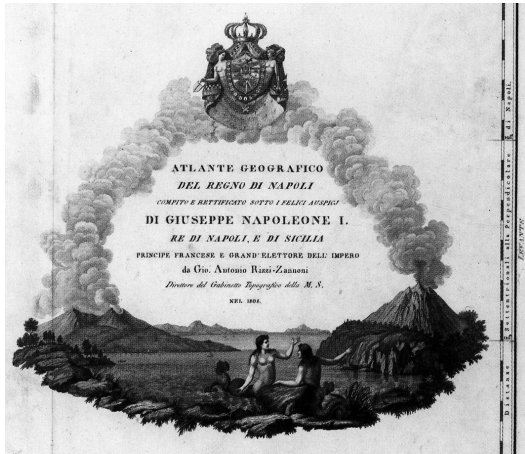 ATLANTE GEOGRAFICO
DEL REGNO DI NAPOLI
COMPITO E RETTIFICATO SOTTO I FELICI AUSPICJ
DI GIUSEPPE NAPOLEONE I.
RE DI NAPOLI, E DI SICILIA
PRINCIPE FRANCESE E GRAND' ELETTORE DELL' IMPERO
da Gio. Antonio Rizzi-Zannoni
Direttore del Gabinetto Topografico della M. S.
NEL 1806.
Distanze Settentrionali alla Perpendicolare di Napoli.
LEVANTE